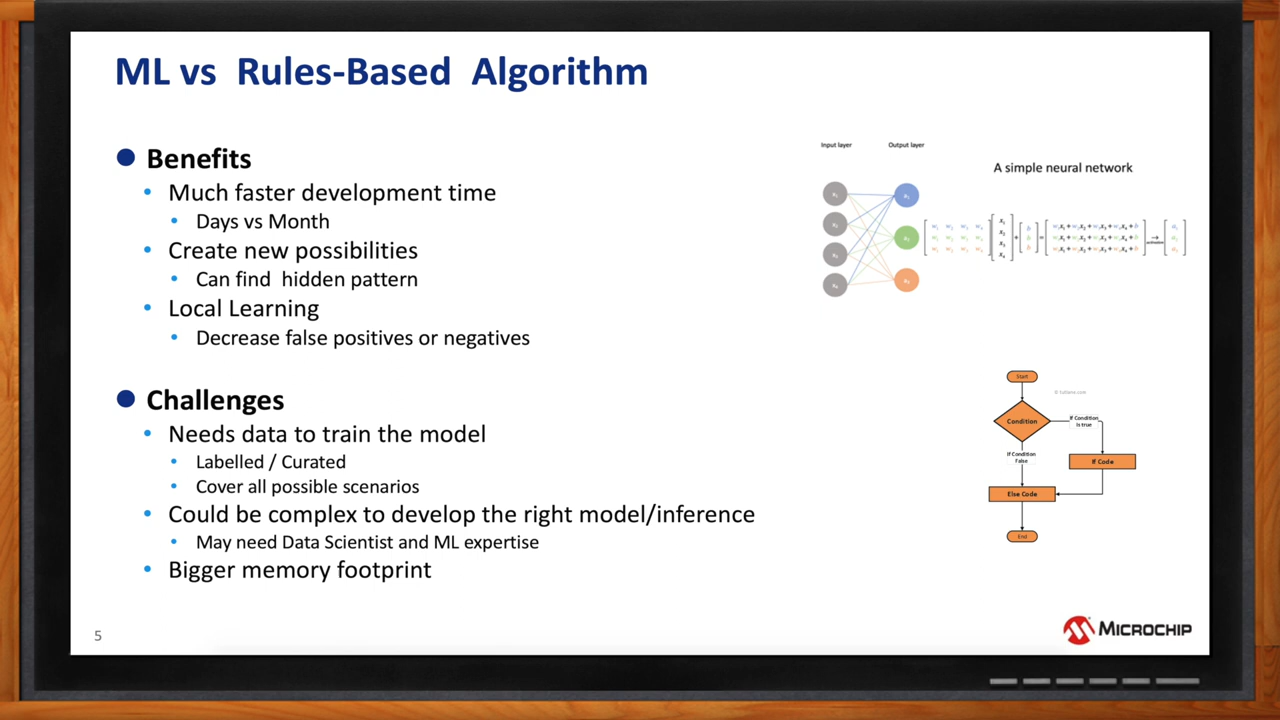 ML vs Rules-Based Algorithm
Benefits
Much faster development time
Days vs Month
Create new possibilities
Can find hidden pattern
Local Learning
Decrease false positives or negatives
Challenges
Needs data to train the model
Labelled / Curated
Cover all possible scenarios
Could be complex to develop the right model/inference
May need Data Scientist and ML expertise
Bigger memory footprint
Input layer
Output layer
A simple neural network
Start
Condition
If Condition
is true
If Condition
False
If Code
Else Code
End
5
MICROCHIP